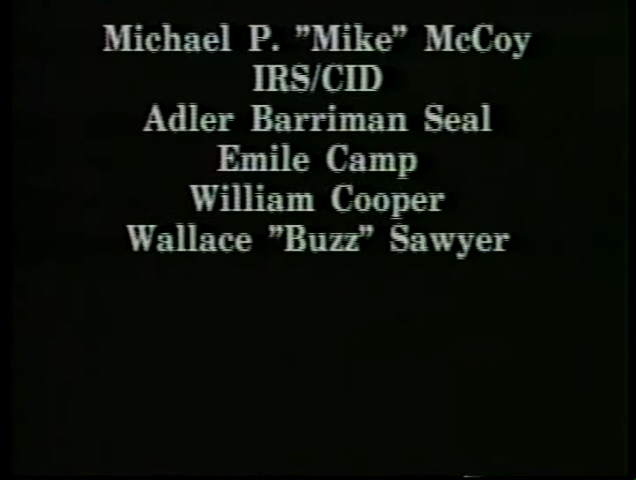 Michael P. ”Mike” McCoy
IRS/CID
Adler Barriman Seal
Emile Camp
William Cooper
Wallace ”Buzz” Sawyer